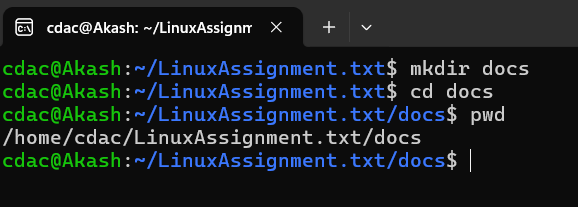 cdac@Akash: ~/LinuxAssignm
cdac@Akash:~/LinuxAssignment.txt$ mkdir docs
cdac@Akash:~/LinuxAssignment.txt$ cd docs
cdac@Akash:~/LinuxAssignment.txt/docs$ pwd
/home/cdac/LinuxAssignment.txt/docs
cdac@Akash:~/LinuxAssignment.txt/docs$